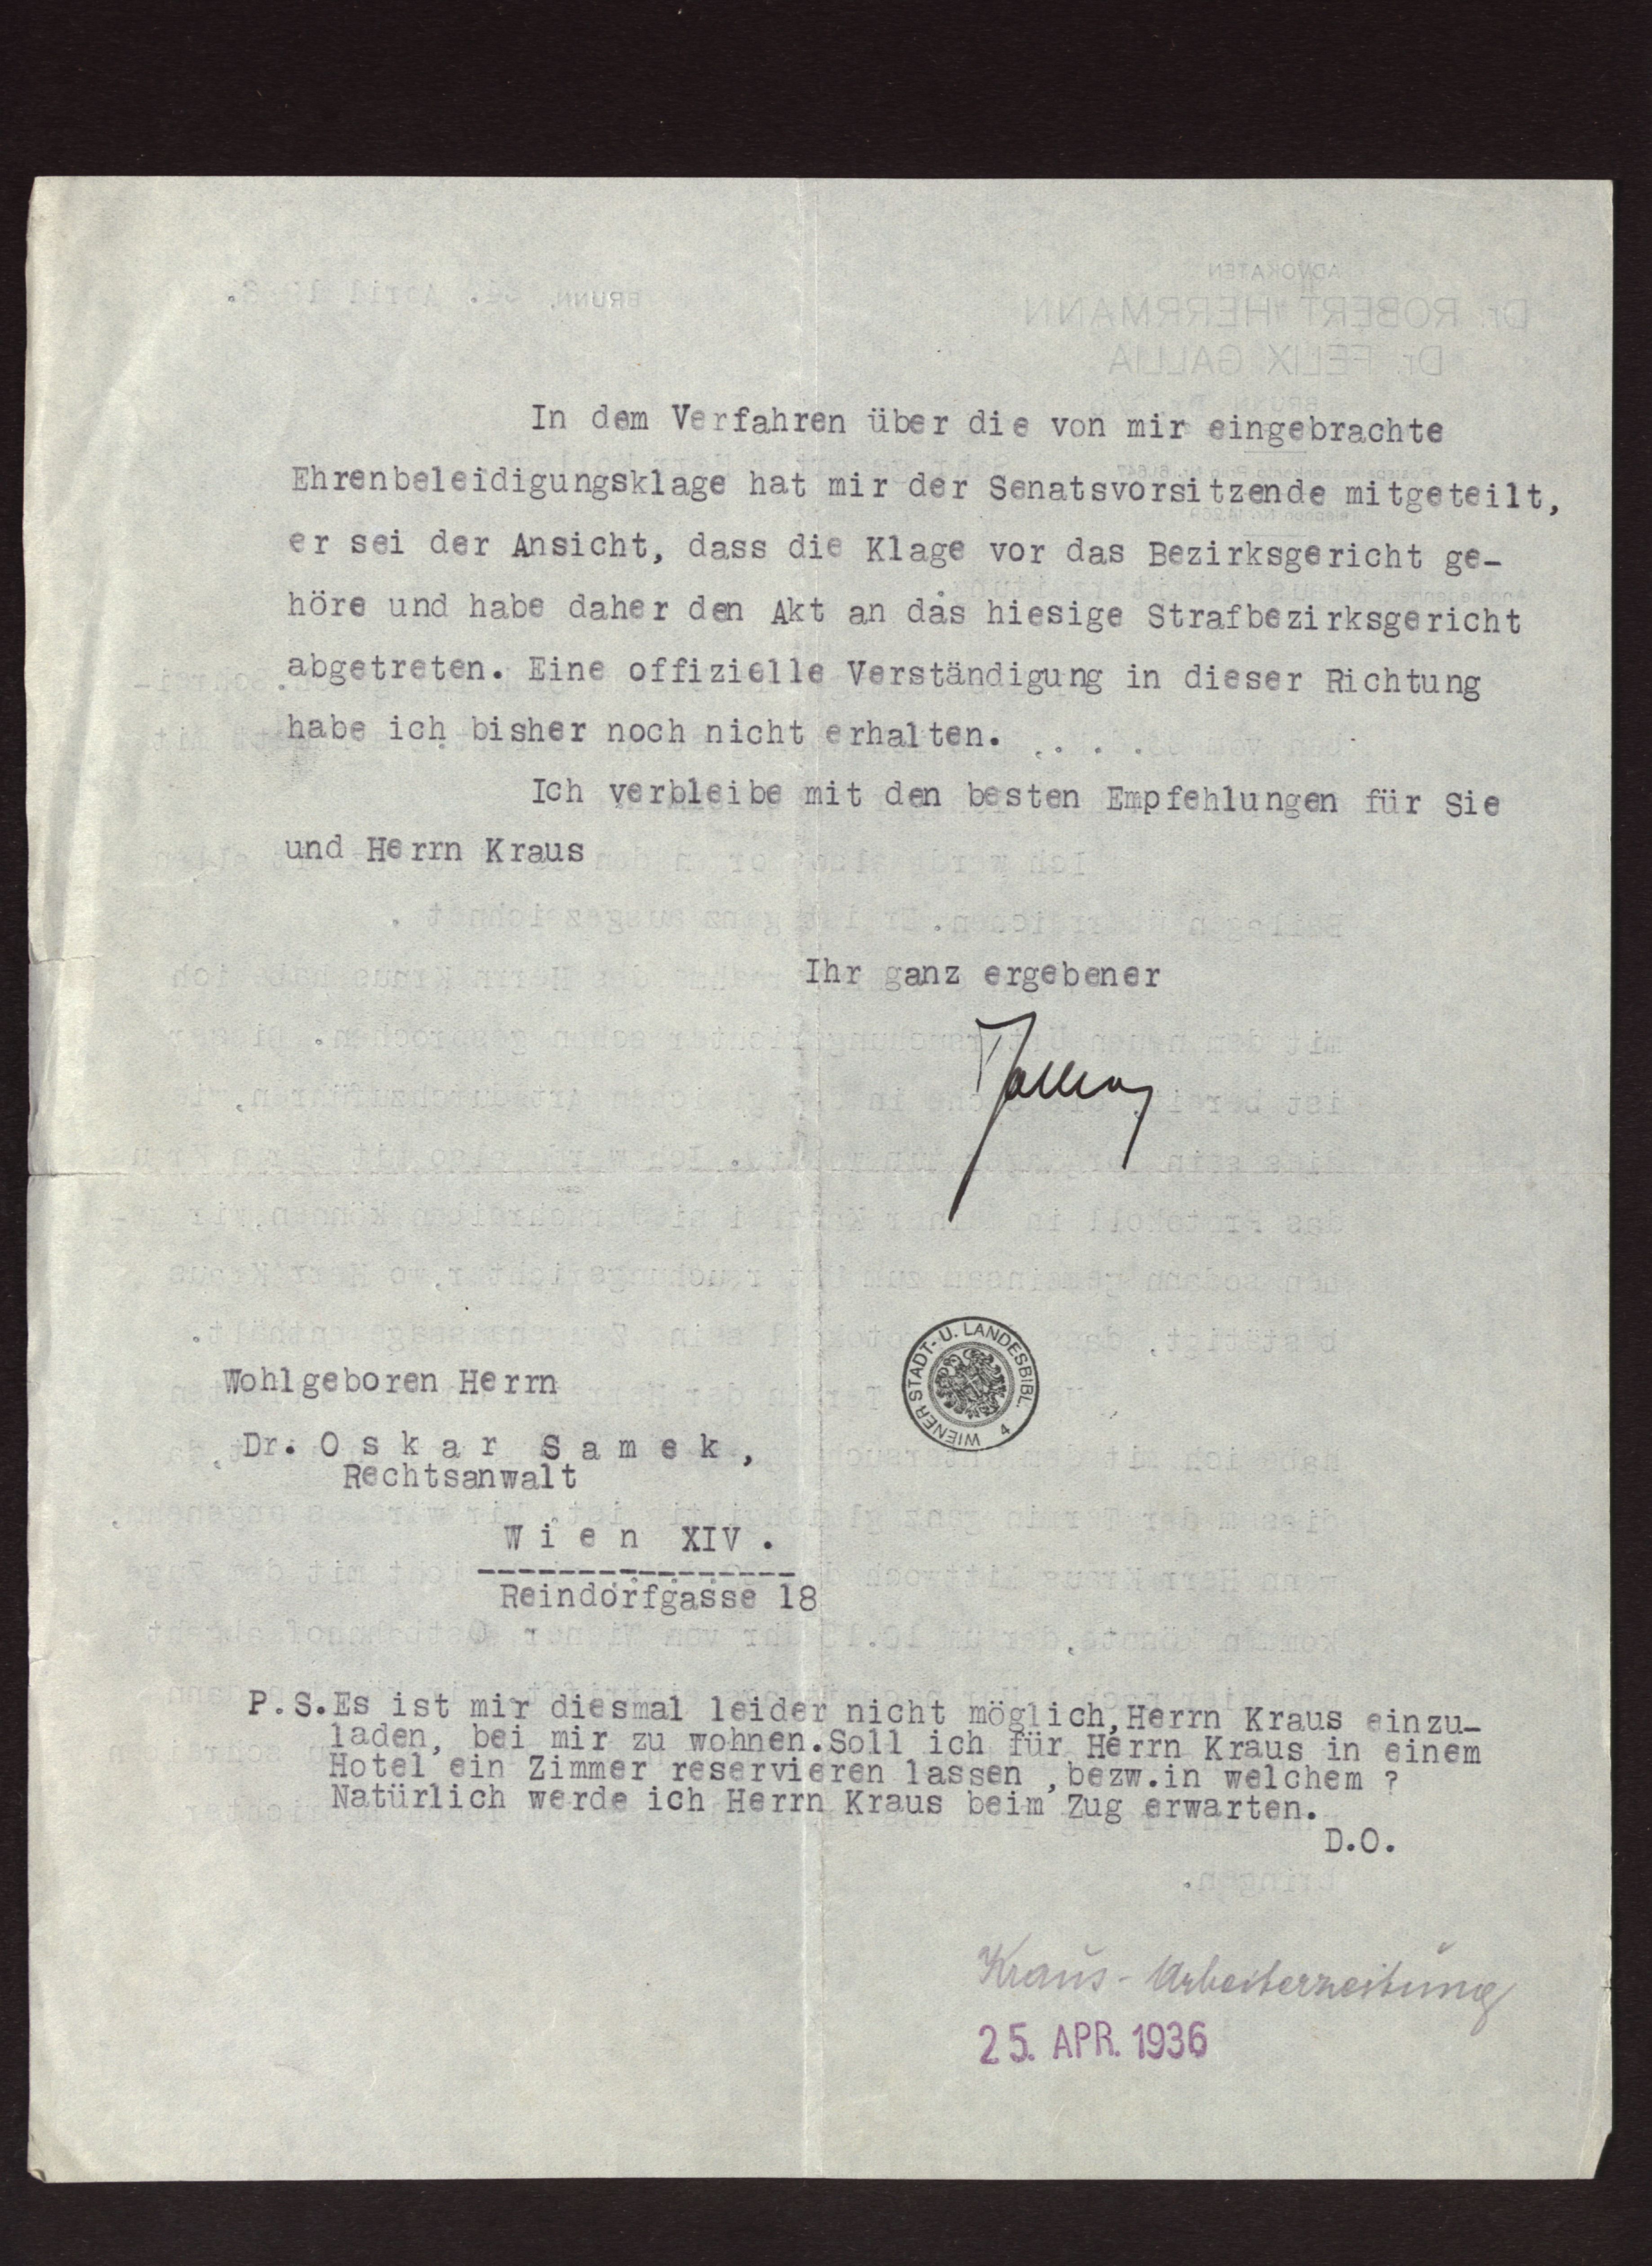 In dem Verfahren über die von mir eingebrachte
Ehrenbeleidigungsklage hat mir der Senatsvorsitzende mitgeteilt,
er sei der Ansicht, dass die Klage vor das Bezirksgericht ge-
höre und habe daher den Akt an das hiesige Strafbezirksgericht
abgetreten. Eine offizielle Verständigung in dieser Richtung
habe ich bisher noch nicht erhalten.
Ich verbleibe mit den besten Empfehlungen für Sie
und Herrn Kraus
Ihr ganz ergebener
WIENER STADT- U. LANDESBIBL. 4
Wohlgeboren Herrn
Dr. Oskar Samek,
Rechtsanwalt
Wien XIV.
Reindorfgasse 18
P.S.Es ist mir diesmal leider nicht möglich,Herrn Kraus einzu-
laden, bei mir zu wohnen.Soll ich für Herrn Kraus in einem
Hotel ein Zimmer reservieren lassen ,bezw.in welchem ?
Natürlich werde ich Herrn Kraus beim Zug erwarten.
D.O.
Kraus - Arbeiterzeitung
25. APR. 1936